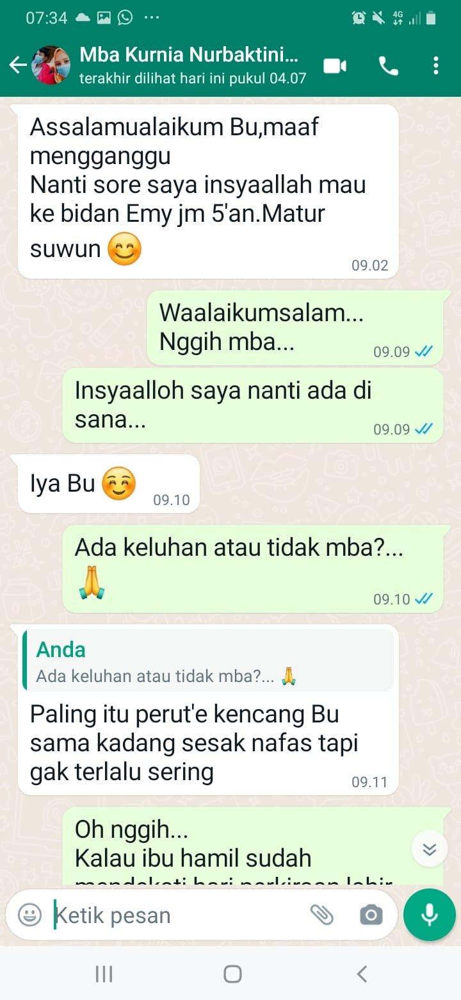 07:34
4G
Mba Kurnia Nurbaktini...
terakhir dilihat hari ini pukul 04.07
Assalamualaikum Bu,maaf
mengganggu
Nanti sore saya insyaallah mau
ke bidan Emy jm 5'an.Matur
suwun 😊
09.02
Waalaikumsalam...
Nggih mba...
09.09
Insyaalloh saya nanti ada di
sana...
09.09
Iya Bu ☺️
09.10
Ada keluhan atau tidak mba?...
🙏
09.10
Anda
Ada keluhan atau tidak mba?... 🙏
Paling itu perut'e kencang Bu
sama kadang sesak nafas tapi
gak terlalu sering
09.11
Oh nggih...
Kalau ibu hamil sudah
mendekati hari perkiraan lahir
Ketik pesan